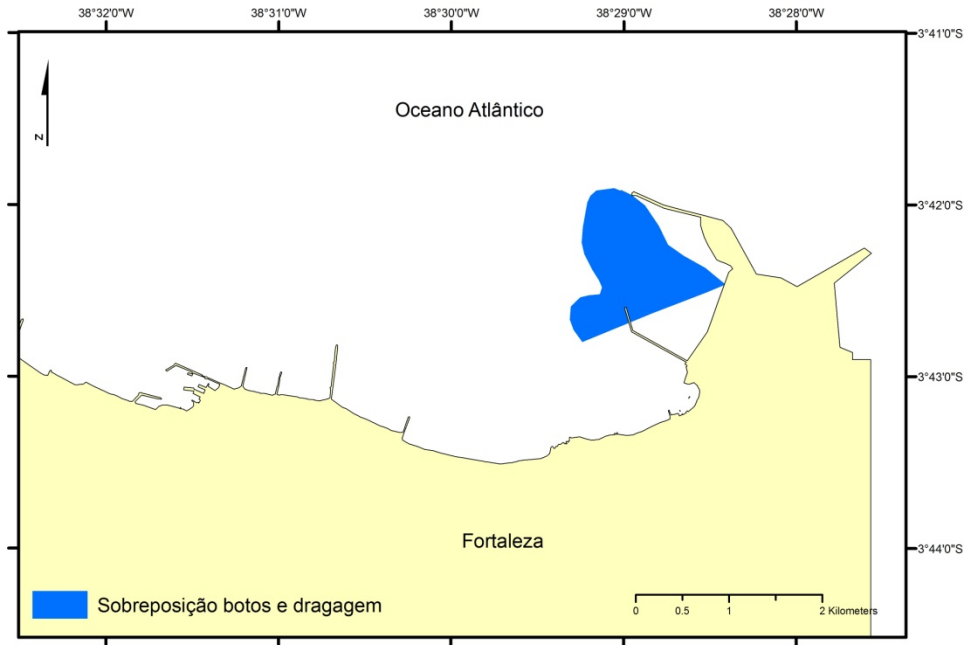 38°32'0"W
38°31'0"W
38°30'0"W
38°29'0"W
38°28'0"W
3°41'0"S
Oceano Atlântico
N
3°42'0"S
3°43'0"S
Fortaleza
3°44'0"S
Sobreposição botos e dragagem
0 0.5 1 2 Kilometers